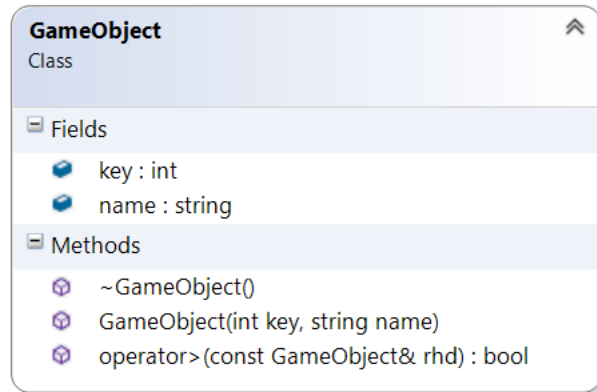 GameObject
Class
Fields
key : int
name : string
Methods
~GameObject()
GameObject(int key, string name)
operator>(const GameObject& rhd) : bool